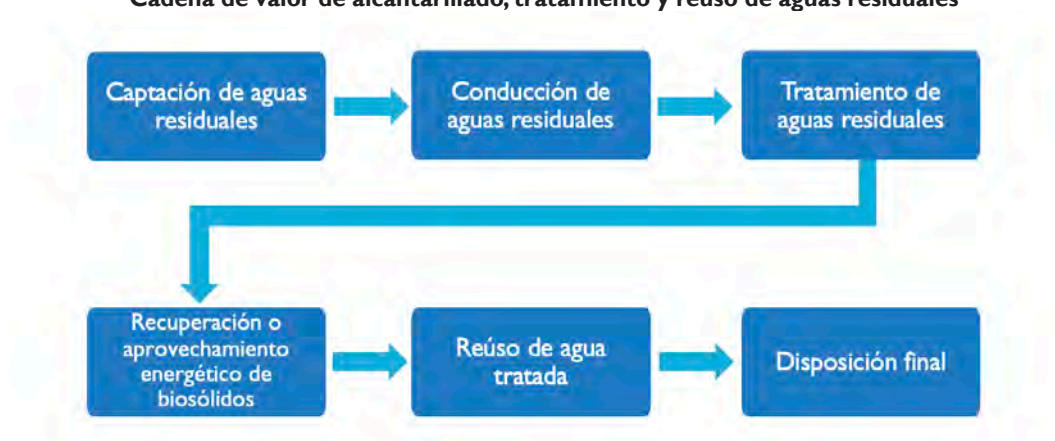 Cadena de valor de alcantarillado, tratamiento y reúso de aguas residuales
Captación de aguas
residuales
Conducción de
aguas residuales
Tratamiento de
aguas residuales
Recuperación o
aprovechamiento
energético de
biosólidos
Reúso de agua
tratada
Disposición final